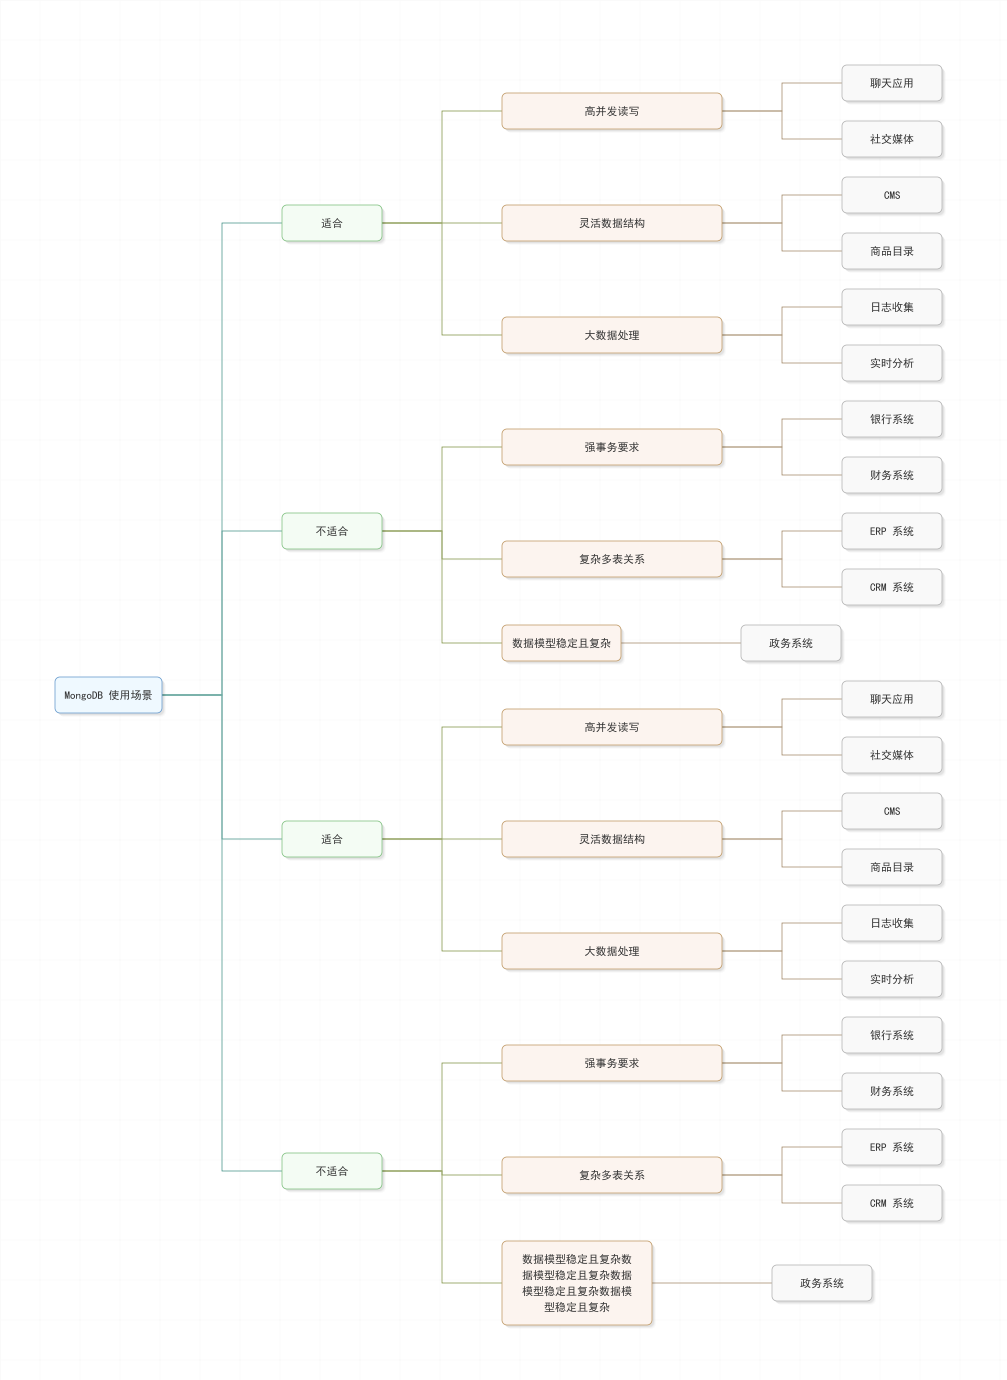 MongoDB 使用场景
适合
高并发读写
聊天应用
社交媒体
灵活数据结构
CMS
商品目录
大数据处理
日志收集
实时分析
不适合
强事务要求
银行系统
财务系统
复杂多表关系
ERP 系统
CRM 系统
数据模型稳定且复杂
政务系统
适合
高并发读写
聊天应用
社交媒体
灵活数据结构
CMS
商品目录
大数据处理
日志收集
实时分析
不适合
强事务要求
银行系统
财务系统
复杂多表关系
ERP 系统
CRM 系统
数据模型稳定且复杂数
据模型稳定且复杂数据
模型稳定且复杂数据模
型稳定且复杂
政务系统